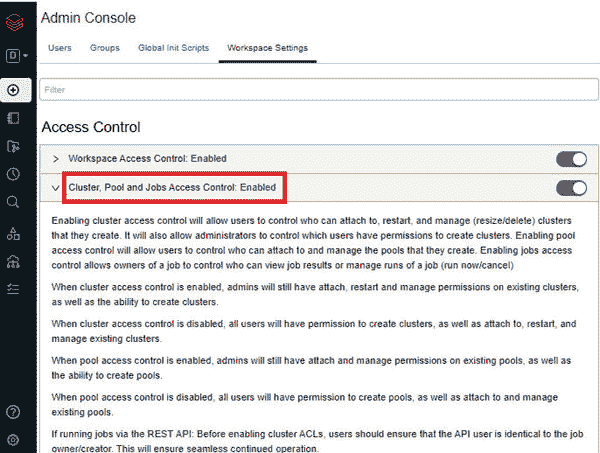 Admin Console
D
Users Groups Global Init Scripts Workspace Settings
Filter
Access Control
Workspace Access Control: Enabled
Cluster, Pool and Jobs Access Control: Enabled
Enabling cluster access control will allow users to control who can attach to, restart, and manage (resize/delete) clusters
that they create. It will also allow administrators to control which users have permissions to create clusters. Enabling pool
access control will allow users to control who can attach to and manage the pools that they create. Enabling jobs access
control allows owners of a job to control who can view job results or manage runs of a job (run now/cancel)
When cluster access control is enabled, admins will still have attach, restart and manage permissions on existing clusters,
as well as the ability to create clusters.
When cluster access control is disabled, all users will have permission to create clusters, as well as attach to, restart, and
manage existing clusters.
When pool access control is enabled, admins will still have attach and manage permissions on existing pools, as well as
the ability to create pools.
When pool access control is disabled, all users will have permission to create pools, as well as attach to and manage
existing pools.
If running jobs via the REST API: Before enabling cluster ACLs, users should ensure that the API user is identical to the job
owner/creator. This will ensure seamless continued operation.